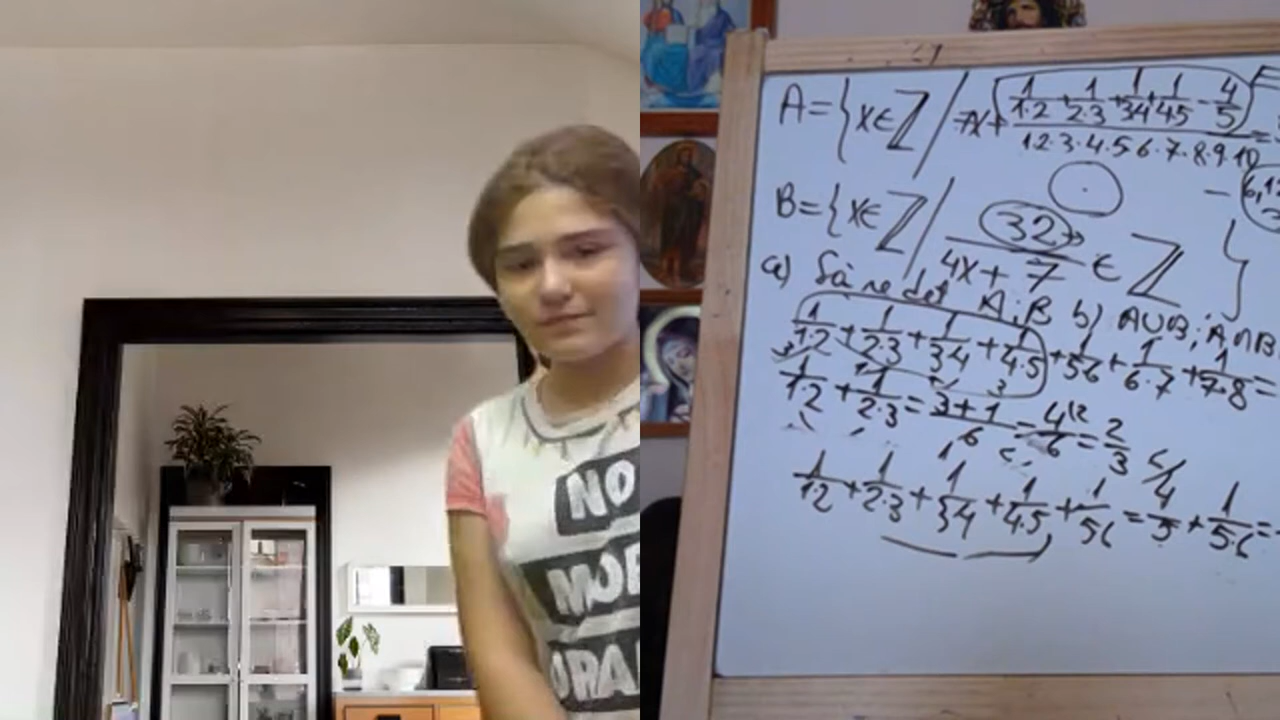 NO
MOR
DRA
A = { x ∈ ℤ / -7x + (1/1·2 + 1/2·3 + 1/3·4 + 1/4·5 - 4/5) / 1·2·3·4·5·6·7·8·9·10 =
B = { x ∈ ℤ / 32 / 4x + 7 ∈ ℤ }
a) Să se det A; B b) A∪B; A∩B
1/1·2 + 1/2·3 + 1/3·4 + 1/4·5 + 1/5·6 + 1/6·7 + 1/7·8 =
1/1·2 + 1/2·3 = 3+1/6 = 4/6 = 2/3
1/1·2 + 1/2·3 + 1/3·4 + 1/4·5 + 1/5·6 = 4/5 + 1/5·6 =